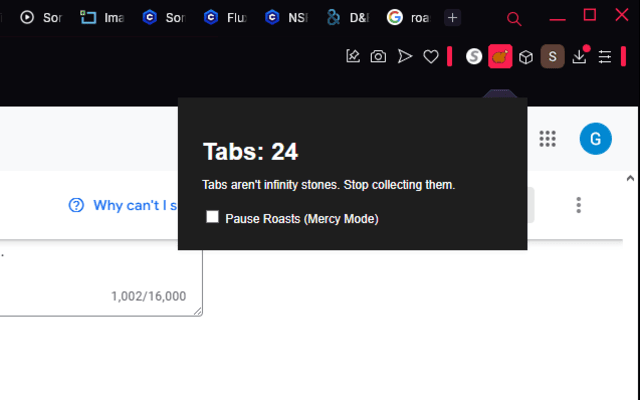 Sor
Ima
Sor
Flu
NSI
D&I
roa
S
S
Tabs: 24
G
Tabs aren't infinity stones. Stop collecting them.
Why can't I s
Pause Roasts (Mercy Mode)
1,002/16,000